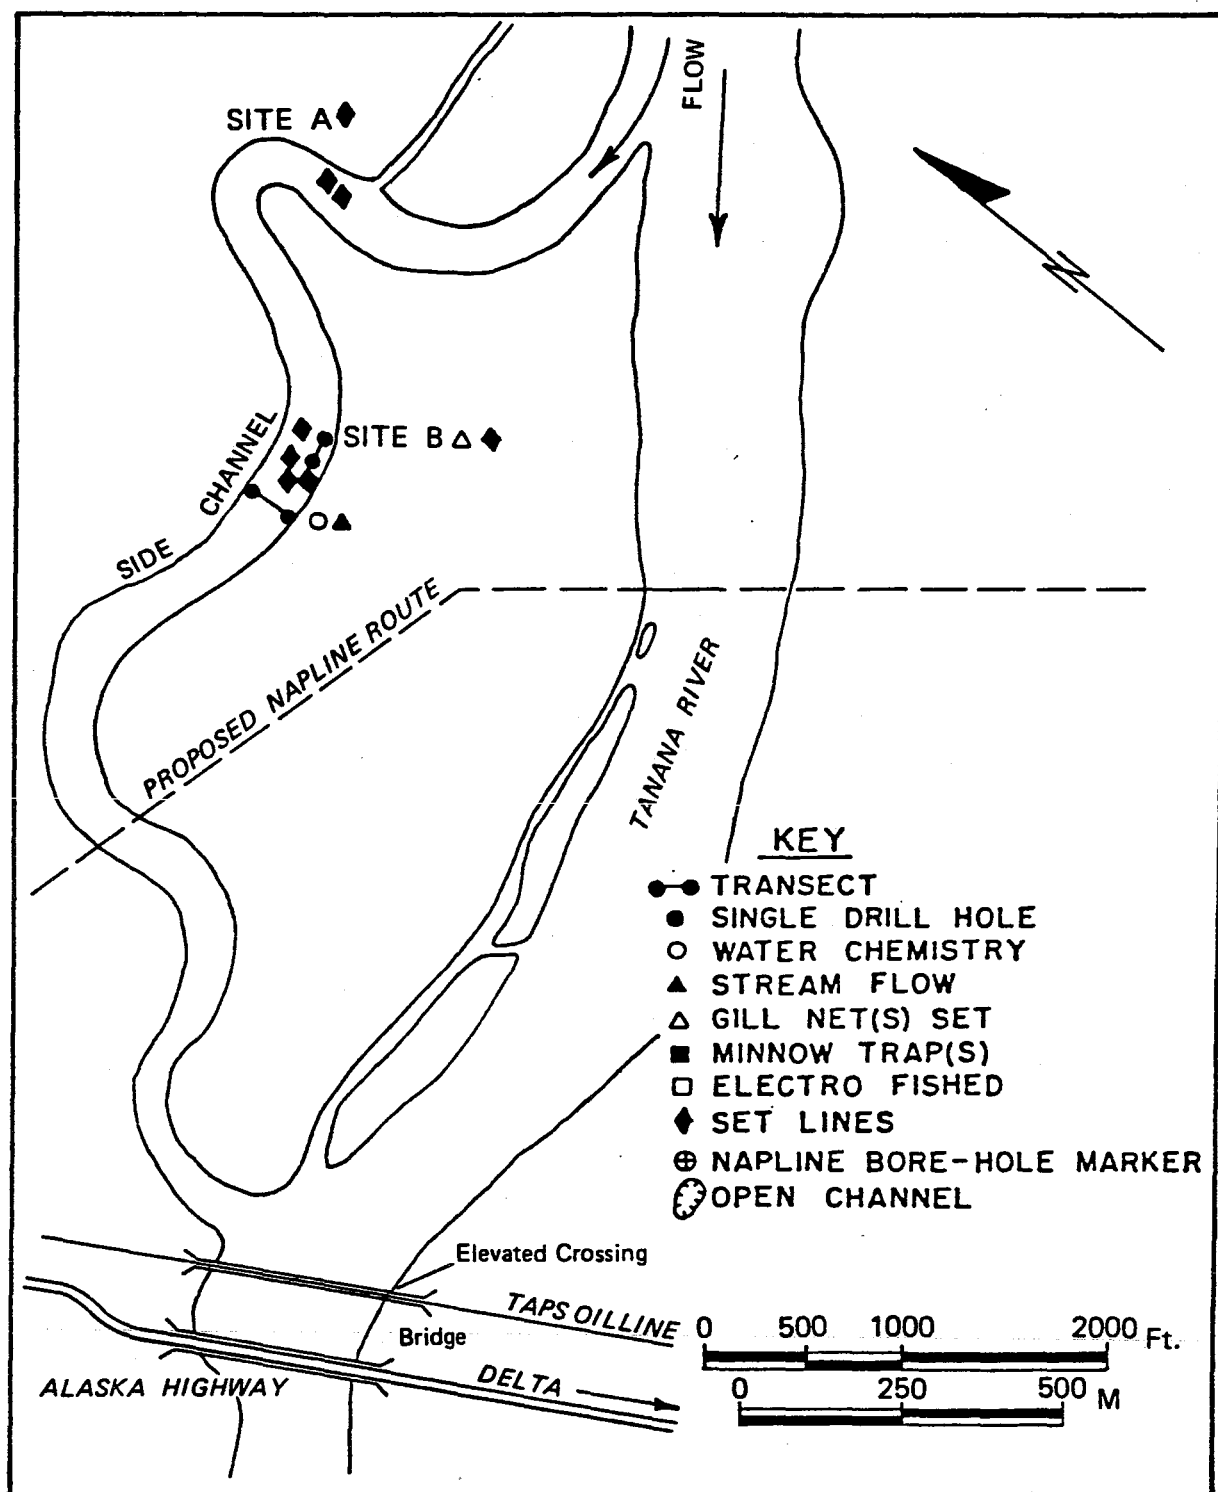 FLOW
SITE A
N
SITE B
SIDE CHANNEL
PROPOSED NAPLINE ROUTE
TANANA RIVER
KEY
TRANSECT
SINGLE DRILL HOLE
WATER CHEMISTRY
STREAM FLOW
GILL NET(S) SET
MINNOW TRAP(S)
ELECTRO FISHED
SET LINES
NAPLINE BORE-HOLE MARKER
OPEN CHANNEL
Elevated Crossing
TAPS OILLINE
Bridge
ALASKA HIGHWAY
DELTA
0 500 1000 2000 Ft.
0 250 500 M